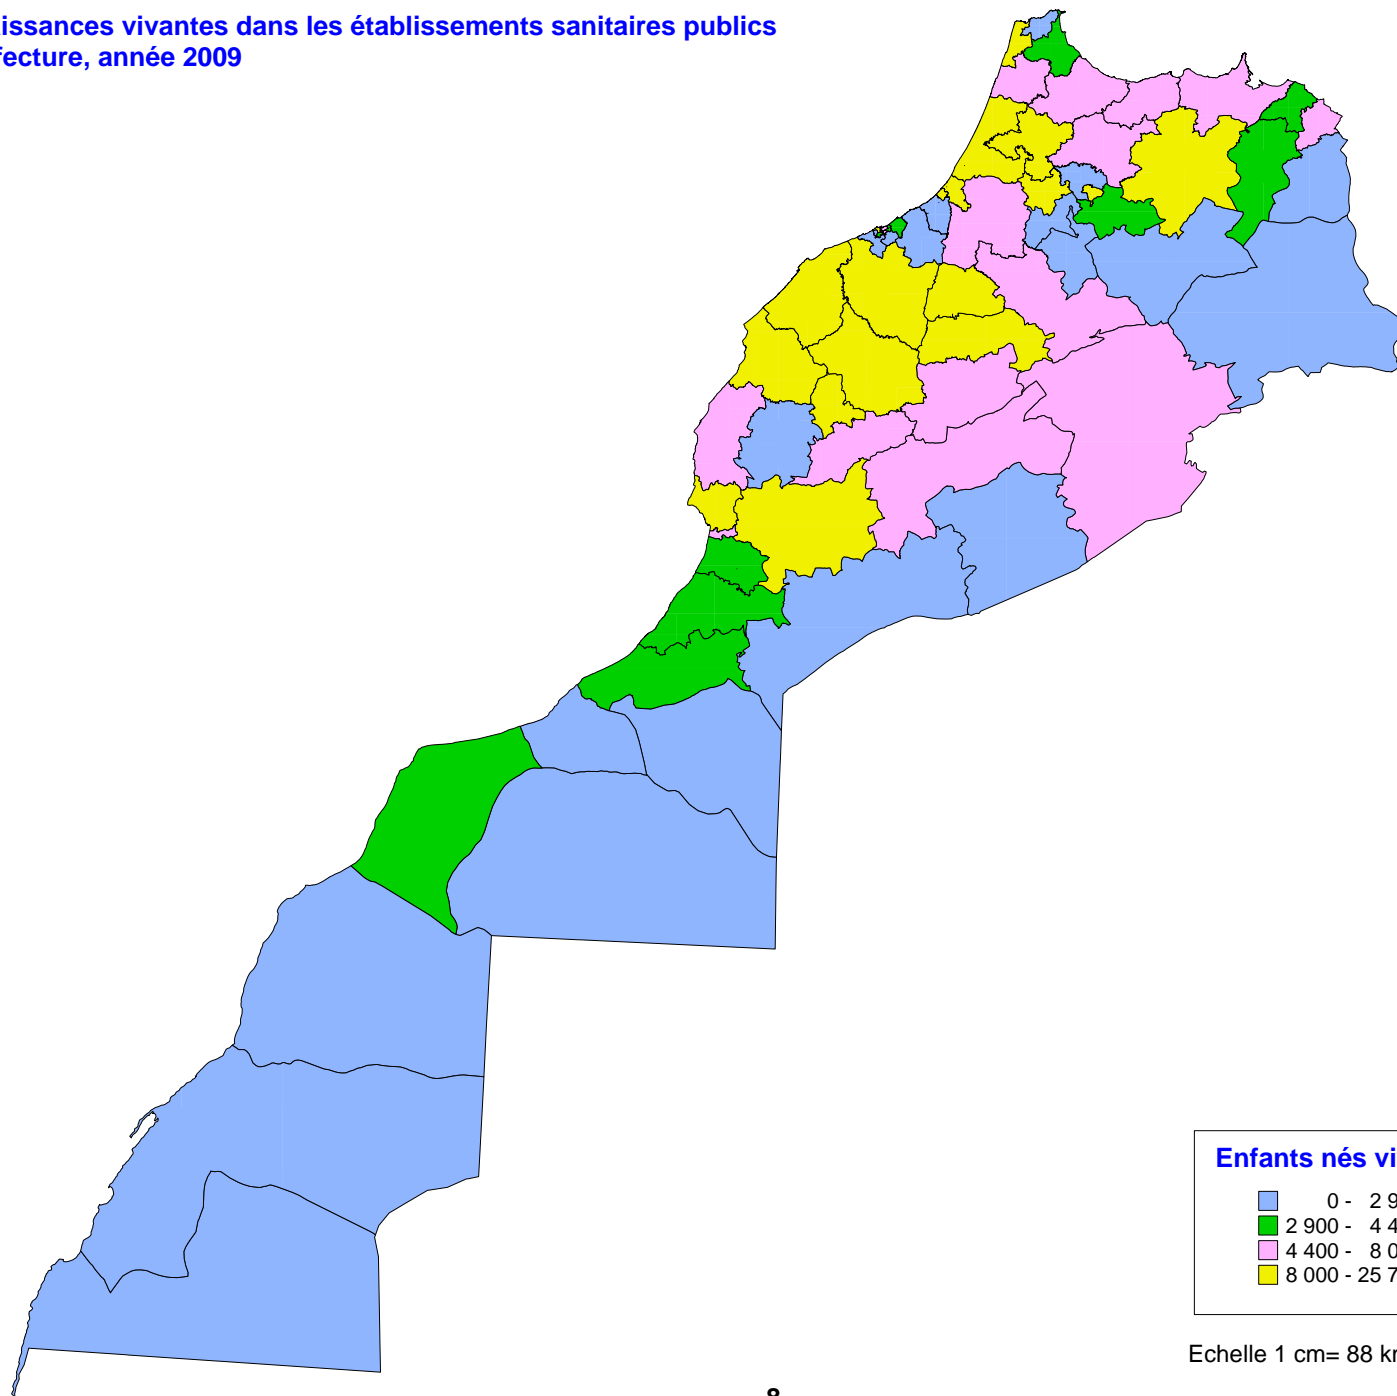 issances vivantes dans les établissements sanitaires publics
fecture, année 2009
Enfants nés vi
0 - 2 9
2 900 - 4 4
4 400 - 8 0
8 000 - 25 7
Echelle 1 cm= 88 k
8